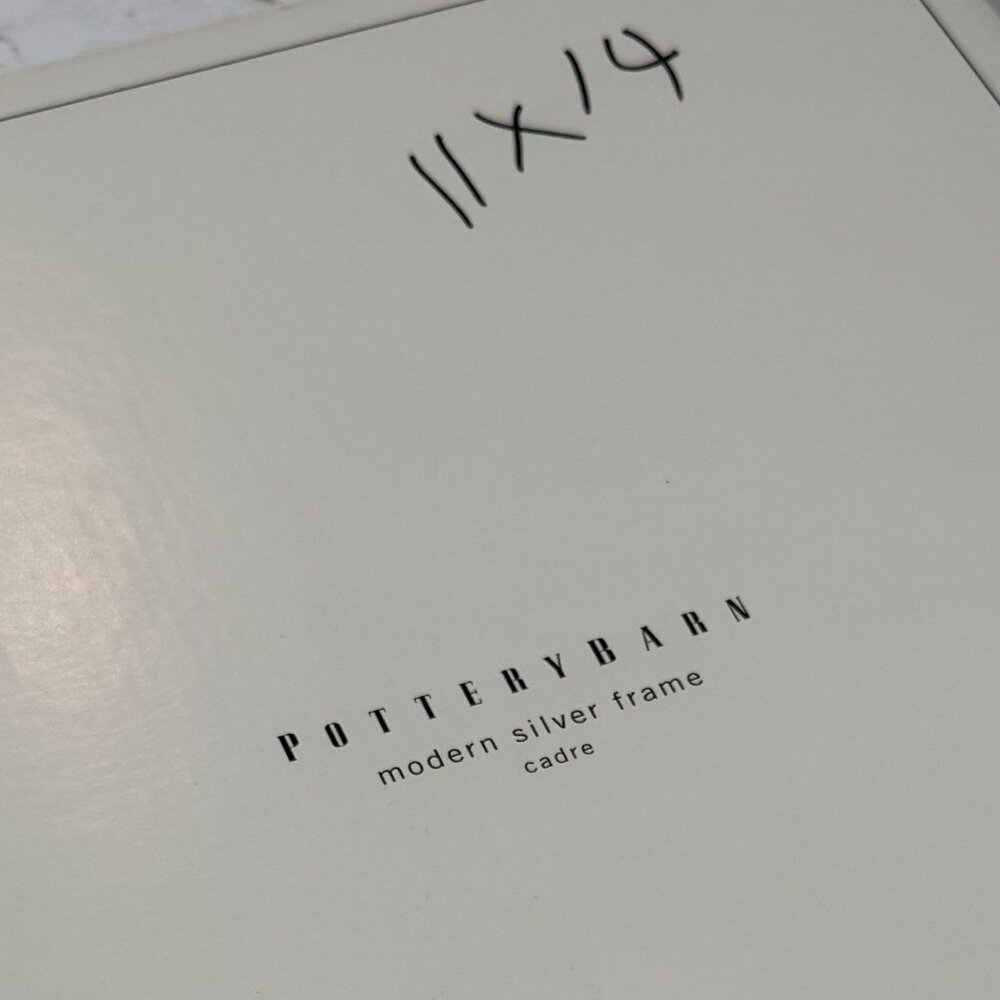 11x14
POTTERYBARN
modern silver frame
cadre